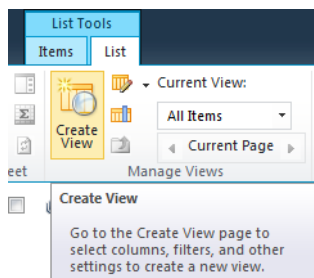 List Tools
Items List
Current View:
All Items
Create
View
Current Page
eet
Manage Views
Create View
Go to the Create View page to
select columns, filters, and other
settings to create a new view.